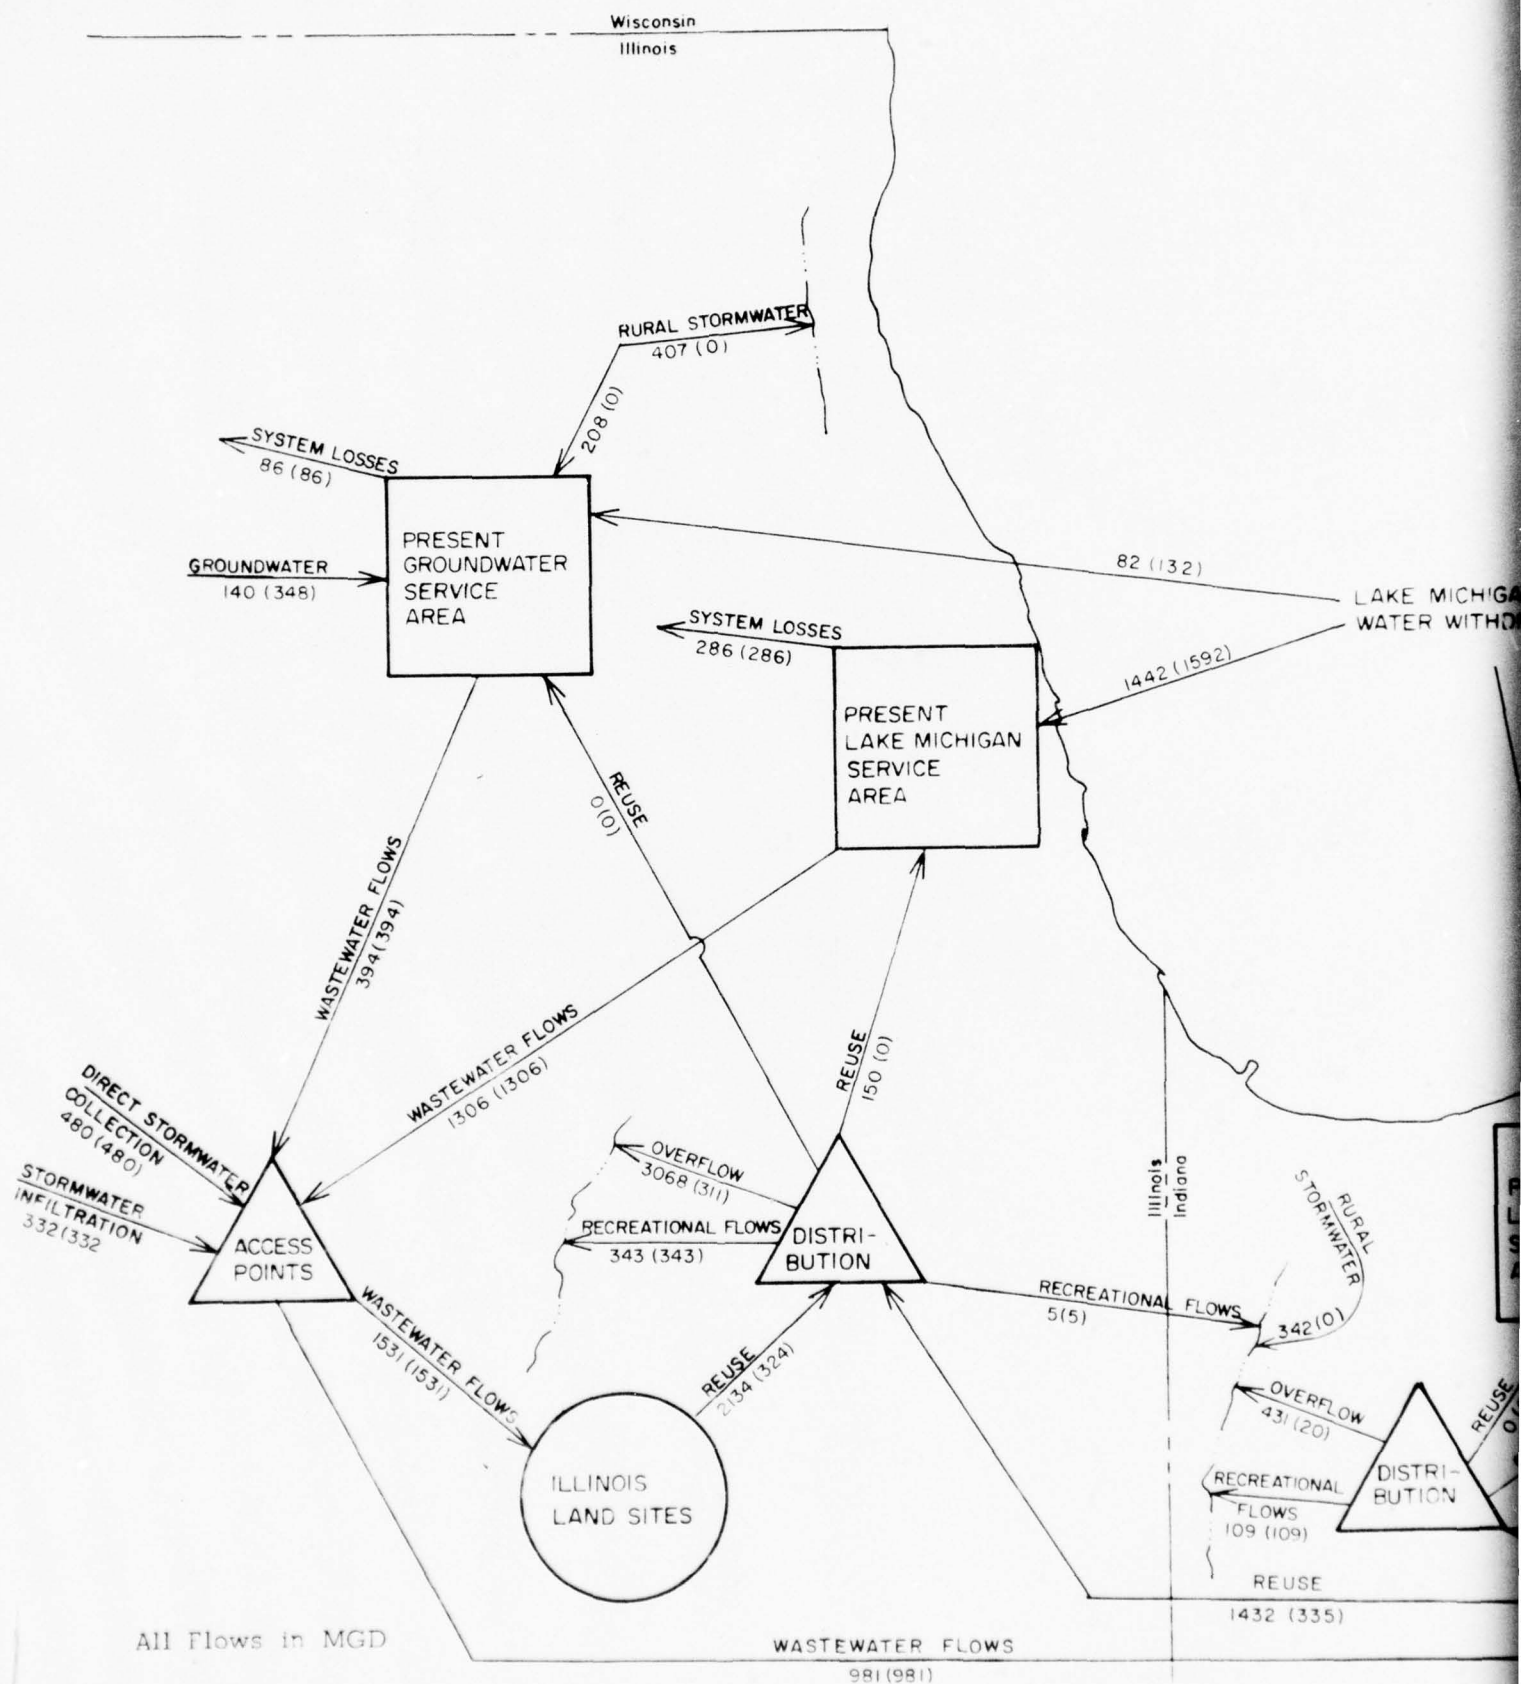 Wisconsin
Illinois
RURAL STORMWATER
407 (0)
208 (0)
SYSTEM LOSSES
86 (86)
PRESENT
GROUNDWATER
SERVICE
AREA
GROUNDWATER
140 (348)
82 (132)
LAKE MICHIGA
WATER WITHD
SYSTEM LOSSES
286 (286)
1442 (1592)
PRESENT
LAKE MICHIGAN
SERVICE
AREA
REUSE
0(0)
WASTEWATER FLOWS
394(394)
WASTEWATER FLOWS
1306 (1306)
REUSE
150 (0)
DIRECT STORMWATER
COLLECTION
480(480)
STORMWATER
INFILTRATION
332(332
ACCESS
POINTS
OVERFLOW
3068 (311)
RECREATIONAL FLOWS
343 (343)
DISTRI-
BUTION
Illinois
Indiana
RURAL
STORMWATER
342(0)
RECREATIONAL FLOWS
5(5)
WASTEWATER FLOWS
1531 (1531)
REUSE
2134 (324)
OVERFLOW
431 (20)
REUSE
DISTRI-
BUTION
RECREATIONAL
FLOWS
109 (109)
ILLINOIS
LAND SITES
REUSE
1432 (335)
All Flows in MGD
WASTEWATER FLOWS
981(981)